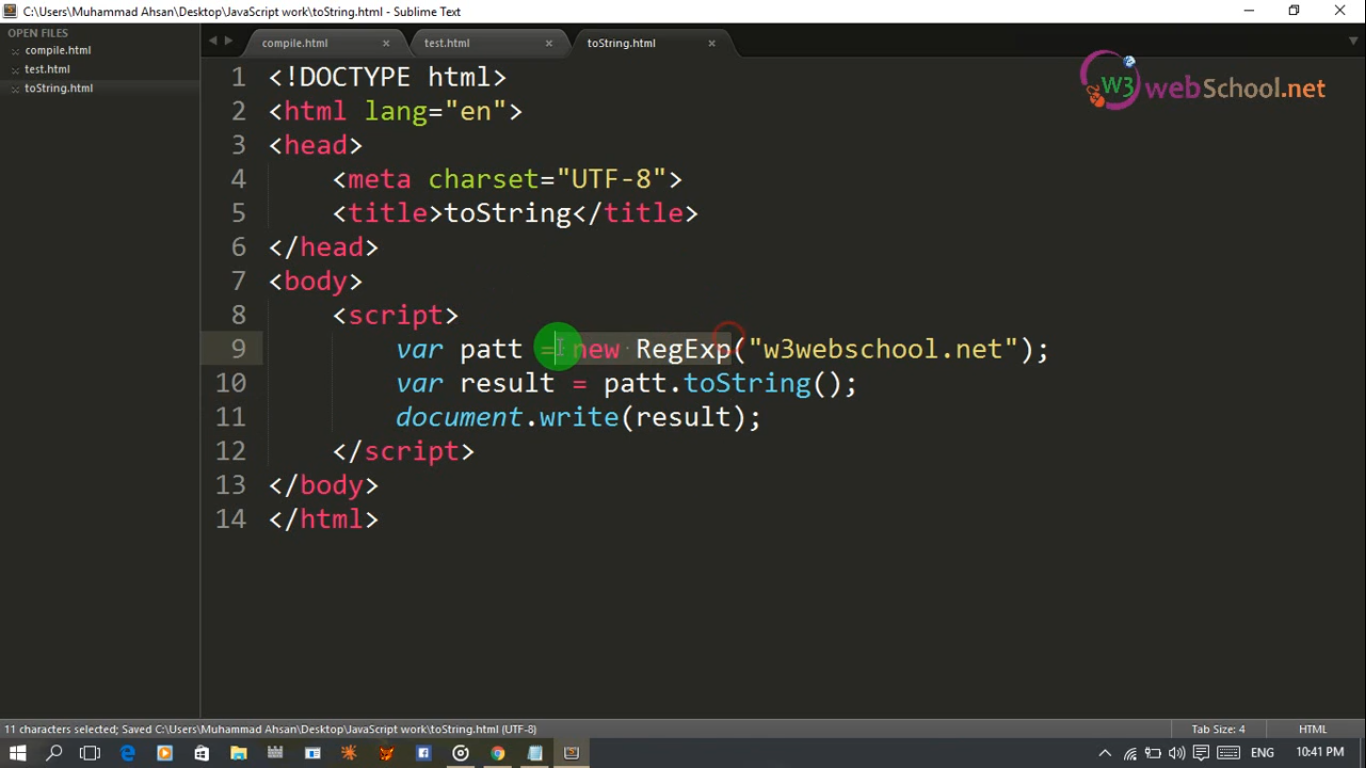 C:\Users\Muhammad Ahsan\Desktop\JavaScript work\toString.html - Sublime Text
OPEN FILES
compile.html
test.html
toString.html
compile.html
test.html
toString.html
W3 webSchool.net
1 <!DOCTYPE html>
2 <html lang="en">
3 <head>
4 <meta charset="UTF-8">
5 <title>toString</title>
6 </head>
7 <body>
8 <script>
9 var patt = new RegExp("w3webschool.net");
10 var result = patt.toString();
11 document.write(result);
12 </script>
13 </body>
14 </html>
11 characters selected; Saved C:\Users\Muhammad Ahsan\Desktop\JavaScript work\toString.html (UTF-8)
Tab Size: 4
HTML
ENG
10:41 PM